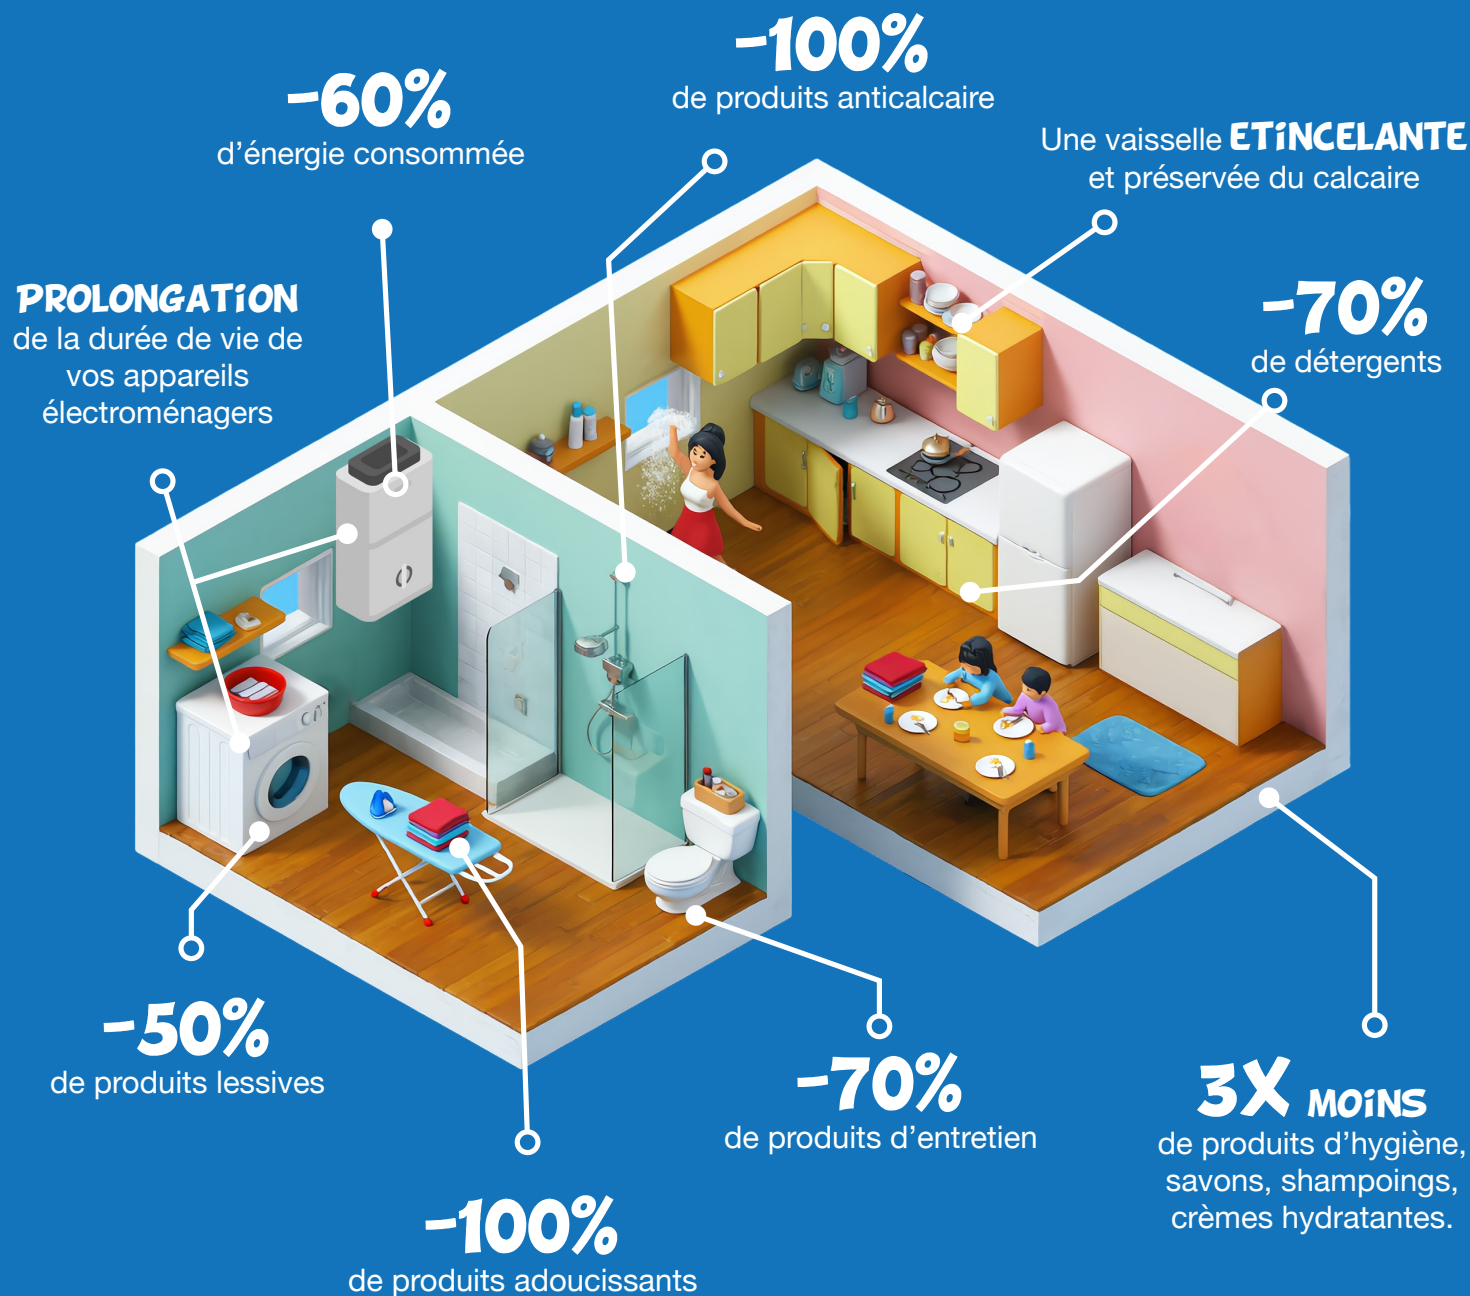 -100%
de produits anticalcaire
-60%
d'énergie consommée
Une vaisselle ETiNCELANTE
et préservée du calcaire
PROLONGATiON
de la durée de vie de
vos appareils
électroménagers
-70%
de détergents
-50%
de produits lessives
-70%
de produits d'entretien
3X MOiNS
de produits d'hygiène,
savons, shampoings,
crèmes hydratantes.
-100%
de produits adoucissants